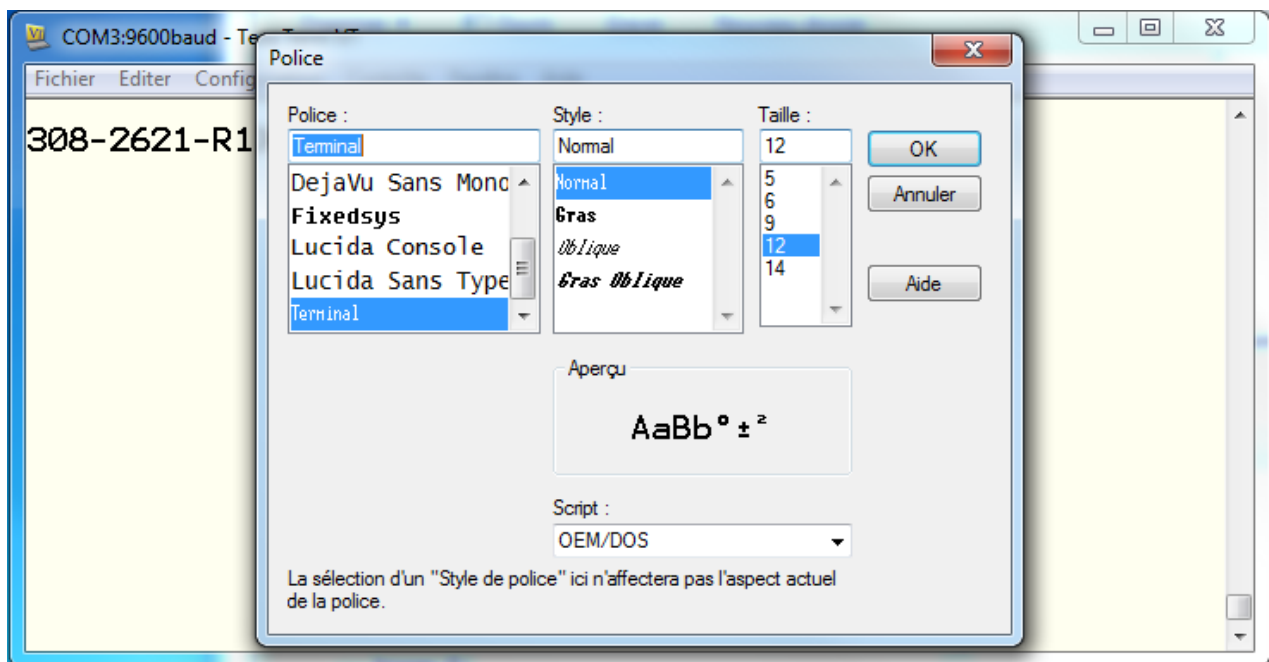 COM3:9600baud - Te
Fichier Editer Config
308-2621-R1
Police
Police :
Terminal
DejaVu Sans Mono
Fixedsys
Lucida Console
Lucida Sans Type
Terminal
Style :
Normal
Normal
Gras
Oblique
Gras Oblique
Taille :
12
5
6
9
12
14
OK
Annuler
Aide
Aperçu
AaBb°±²
Script :
OEM/DOS
La sélection d'un "Style de police" ici n'affectera pas l'aspect actuel
de la police.